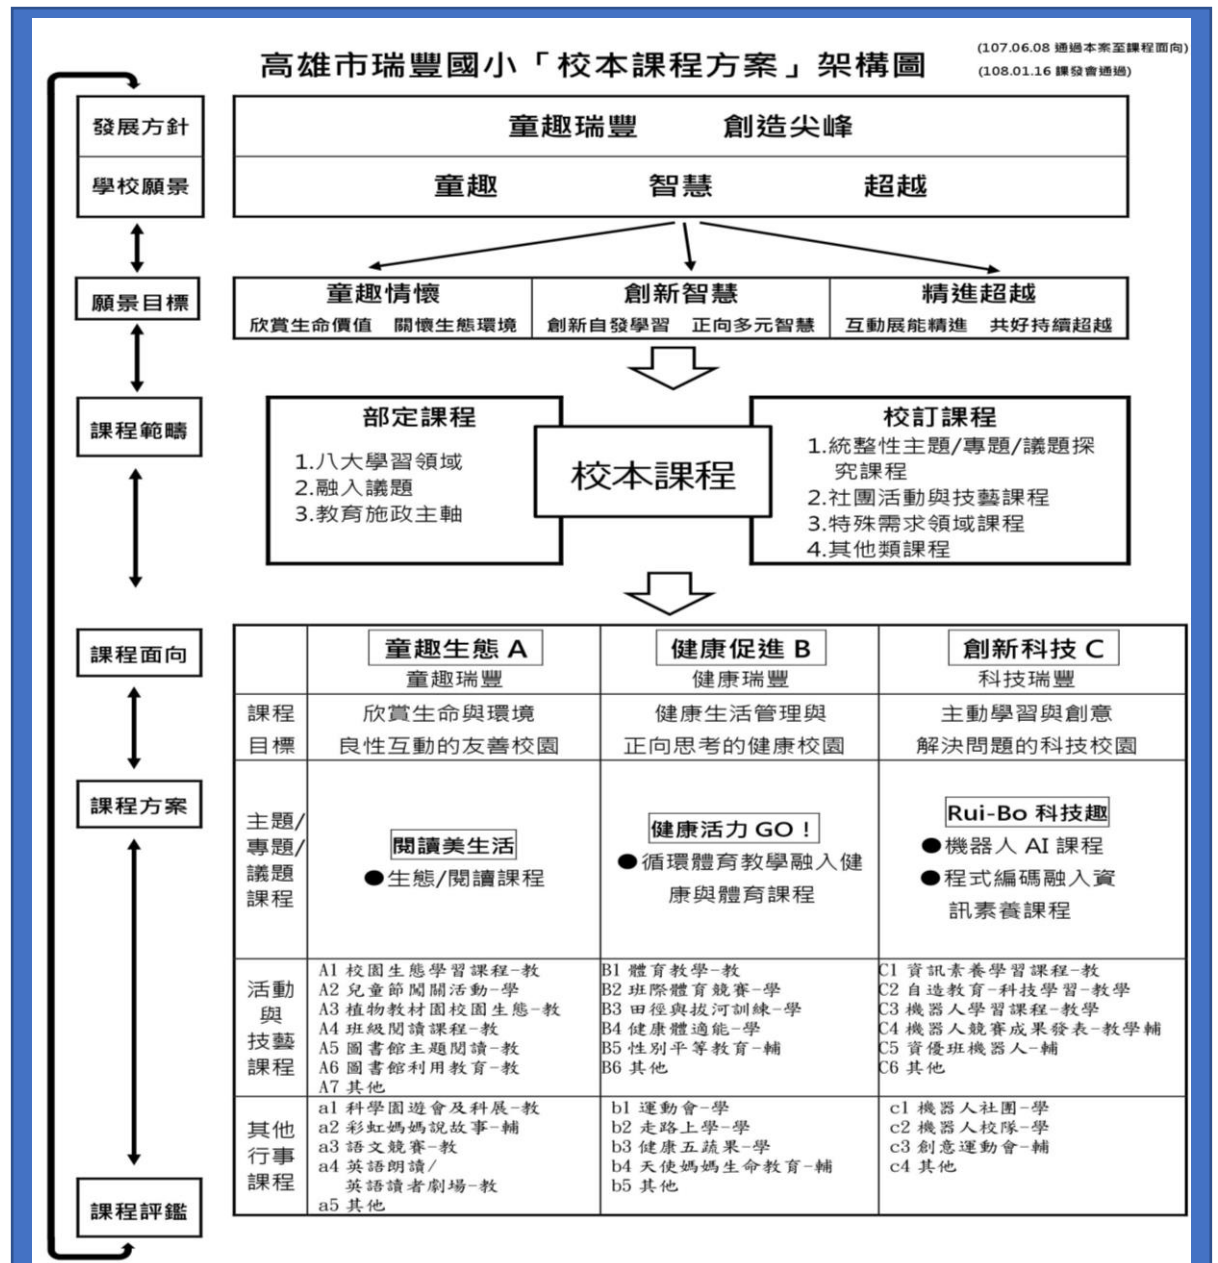 高雄市瑞豐國小「校本課程方案」架構圖
(107.06.08 通過本案至課程面向)
(108.01.16 課發會通過)
發展方針
童趣瑞豐 創造尖峰
學校願景
童趣 智慧 超越
願景目標
童趣情懷
欣賞生命價值 關懷生態環境
創新智慧
創新自發學習 正向多元智慧
精進超越
互動展能精進 共好持續超越
課程範疇
部定課程
1.八大學習領域
2.融入議題
3.教育施政主軸
校本課程
校訂課程
1.統整性主題/專題/議題探
究課程
2.社團活動與技藝課程
3.特殊需求領域課程
4.其他類課程
課程面向
童趣生態 A
童趣瑞豐
健康促進 B
健康瑞豐
創新科技 C
科技瑞豐
課程
目標
欣賞生命與環境
良性互動的友善校園
健康生活管理與
正向思考的健康校園
主動學習與創意
解決問題的科技校園
課程方案
主題/
專題/
議題
課程
閱讀美生活
●生態/閱讀課程
健康活力 GO！
●循環體育教學融入健
康與體育課程
Rui-Bo 科技趣
●機器人 AI 課程
●程式編碼融入資
訊素養課程
活動
與
技藝
課程
A1 校園生態學習課程-教
A2 兒童節闖關活動-學
A3 植物教材園校園生態-教
A4 班級閱讀課程-教
A5 圖書館主題閱讀-教
A6 圖書館利用教育-教
A7 其他
B1 體育教學-教
B2 班際體育競賽-學
B3 田徑與拔河訓練-學
B4 健康體適能-學
B5 性別平等教育-輔
B6 其他
C1 資訊素養學習課程-教
C2 自造教育-科技學習-教學
C3 機器人學習課程-教學
C4 機器人競賽成果發表-教學輔
C5 資優班機器人-輔
C6 其他
其他
行事
課程
a1 科學園遊會及科展-教
a2 彩虹媽媽說故事-輔
a3 語文競賽-教
a4 英語朗讀/
英語讀者劇場-教
a5 其他
b1 運動會-學
b2 走路上學-學
b3 健康五蔬果-學
b4 天使媽媽生命教育-輔
b5 其他
c1 機器人社團-學
c2 機器人校隊-學
c3 創意運動會-輔
c4 其他
課程評鑑